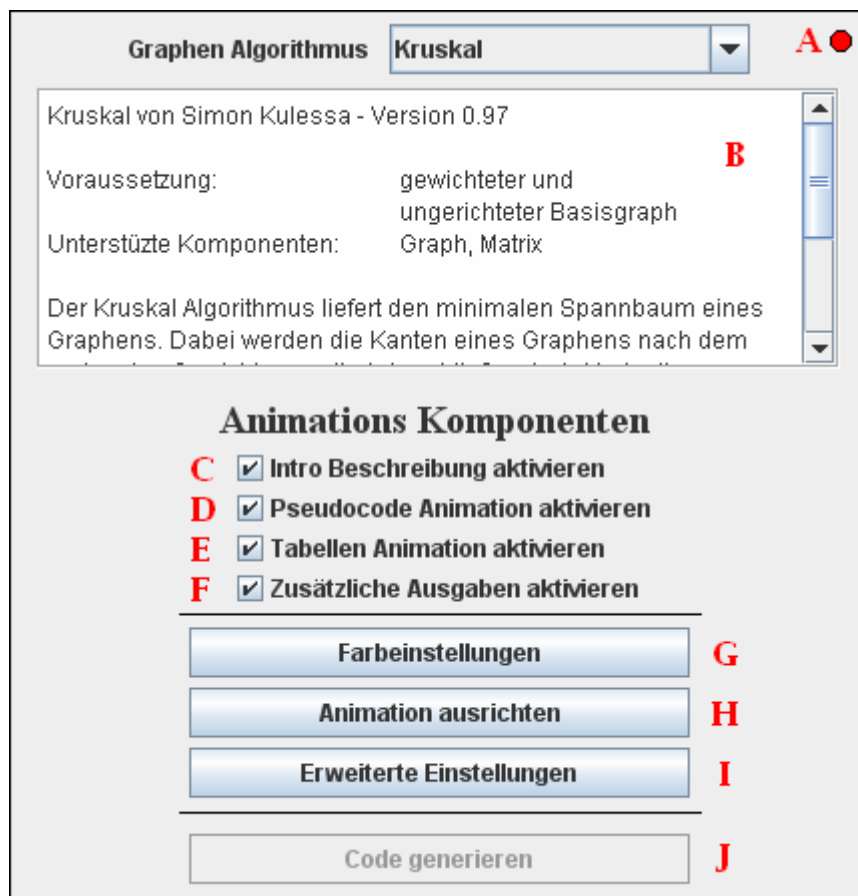 Graphen Algorithmus Kruskal A
Kruskal von Simon Kulessa - Version 0.97
B
Voraussetzung: gewichteter und
ungerichteter Basisgraph
Unterstüzte Komponenten: Graph, Matrix
Der Kruskal Algorithmus liefert den minimalen Spannbaum eines
Graphens. Dabei werden die Kanten eines Graphens nach dem
Animations Komponenten
C Intro Beschreibung aktivieren
D Pseudocode Animation aktivieren
E Tabellen Animation aktivieren
F Zusätzliche Ausgaben aktivieren
Farbeinstellungen G
Animation ausrichten H
Erweiterte Einstellungen I
Code generieren J